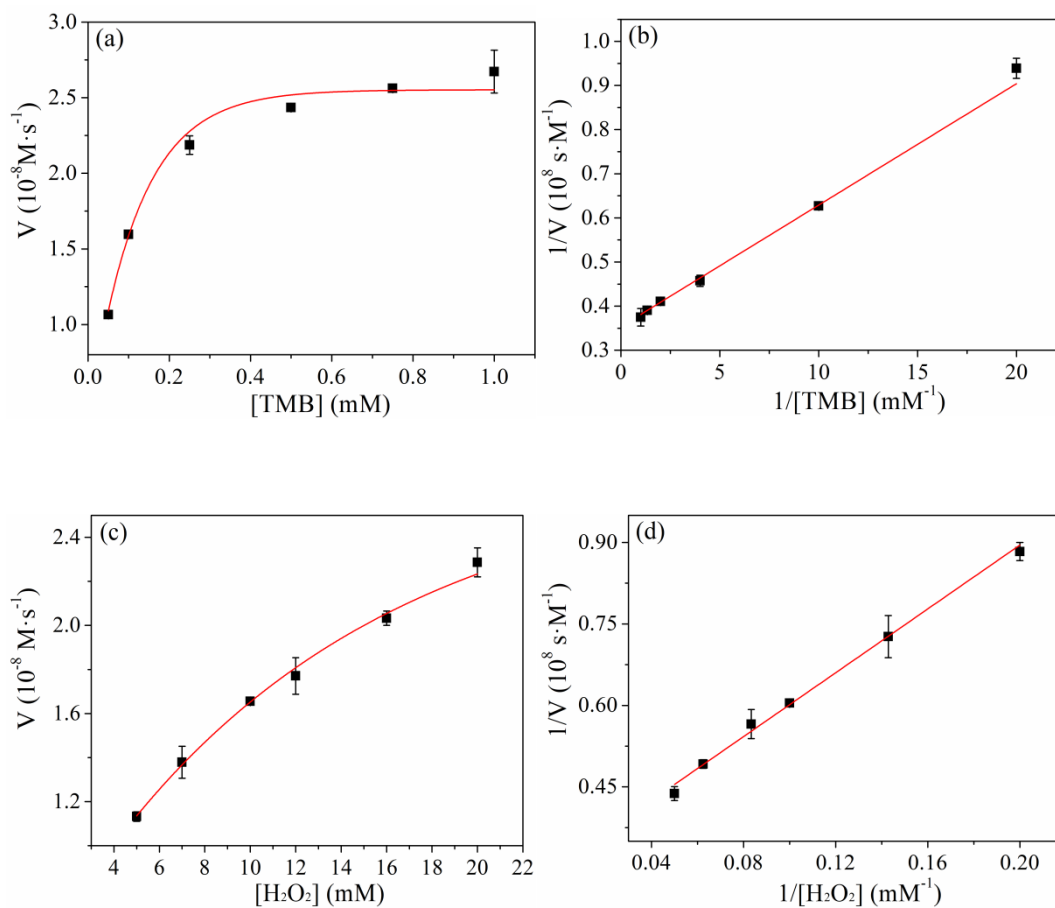 (a)
3.0
2.5
2.0
1.5
1.0
V (10⁻⁸M·s⁻¹)
0.0 0.2 0.4 0.6 0.8 1.0
[TMB] (mM)
(b)
1.0
0.9
0.8
0.7
0.6
0.5
0.4
0.3
1/V (10⁸ s·M⁻¹)
0 5 10 15 20
1/[TMB] (mM⁻¹)
(c)
2.4
2.0
1.6
1.2
V (10⁻⁸ M·s⁻¹)
4 6 8 10 12 14 16 18 20 22
[H₂O₂] (mM)
(d)
0.90
0.75
0.60
0.45
1/V (10⁸ s·M⁻¹)
0.04 0.08 0.12 0.16 0.20
1/[H₂O₂] (mM⁻¹)